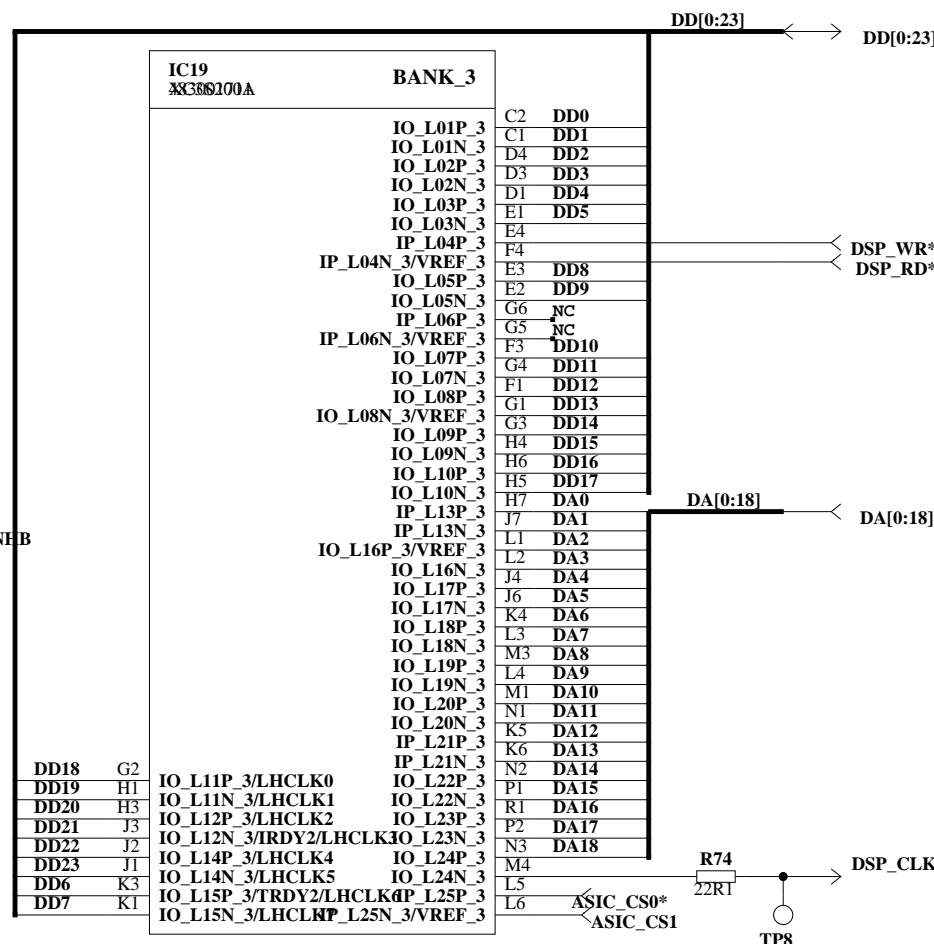 DD[0:23]
DD[0:23]
IC19
BANK_3
IO_L01P_3 C2 DD0
IO_L01N_3 C1 DD1
IO_L02P_3 D4 DD2
IO_L02N_3 D3 DD3
IO_L03P_3 D1 DD4
IO_L03N_3 E1 DD5
IP_L04P_3 E4 DSP_WR*
IP_L04N_3/VREF_3 F4 DSP_RD*
IO_L05P_3 E3 DD8
IO_L05N_3 E2 DD9
IP_L06P_3 G6 NC
IP_L06N_3/VREF_3 G5 NC
IO_L07P_3 F3 DD10
IO_L07N_3 G4 DD11
IO_L08P_3 F1 DD12
IO_L08N_3/VREF_3 G1 DD13
IO_L09P_3 G3 DD14
IO_L09N_3 H4 DD15
IO_L10P_3 H6 DD16
IO_L10N_3 H5 DD17
DA[0:18]
DA[0:18]
IP_L13P_3 H7 DA0
IP_L13N_3 J7 DA1
IO_L16P_3/VREF_3 L1 DA2
IO_L16N_3 L2 DA3
IO_L17P_3 J4 DA4
IO_L17N_3 J6 DA5
IO_L18P_3 K4 DA6
IO_L18N_3 L3 DA7
IO_L19P_3 M3 DA8
IO_L19N_3 L4 DA9
IO_L20P_3 M1 DA10
IO_L20N_3 N1 DA11
IP_L21P_3 K5 DA12
IP_L21N_3 K6 DA13
DD18 G2 IO_L11P_3/LHCLK0 IO_L22P_3 N2 DA14
DD19 H1 IO_L11N_3/LHCLK1 IO_L22N_3 P1 DA15
DD20 H3 IO_L12P_3/LHCLK2 IO_L23P_3 R1 DA16
DD21 J3 IO_L12N_3/IRDY2/LHCLK3 IO_L23N_3 P2 DA17
DD22 J2 IO_L14P_3/LHCLK4 IO_L24P_3 N3 DA18
DD23 J1 IO_L14N_3/LHCLK5 IO_L24N_3 M4 R74 22R1 DSP_CLK
DD6 K3 IO_L15P_3/TRDY2/LHCLK6 IP_L25P_3 L5 ASIC_CS0*
DD7 K1 IO_L15N_3/LHCLK7 IP_L25N_3/VREF_3 L6 ASIC_CS1
TP8